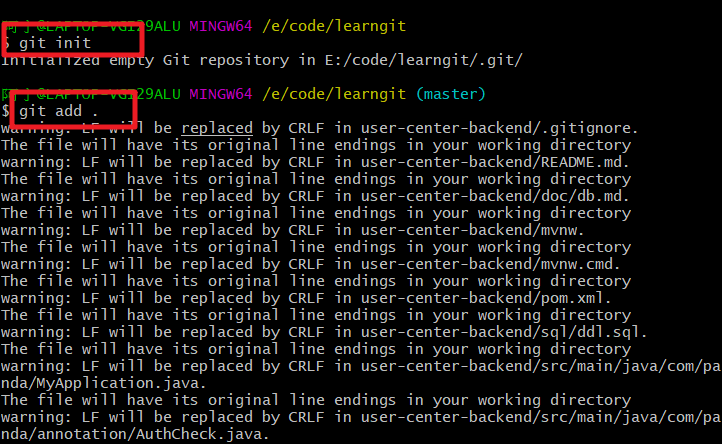 @LAPTOP-VGI29ALU MINGW64 /e/code/learngit
$ git init
Initialized empty Git repository in E:/code/learngit/.git/
@LAPTOP-VGI29ALU MINGW64 /e/code/learngit (master)
$ git add .
warning: LF will be replaced by CRLF in user-center-backend/.gitignore.
The file will have its original line endings in your working directory
warning: LF will be replaced by CRLF in user-center-backend/README.md.
The file will have its original line endings in your working directory
warning: LF will be replaced by CRLF in user-center-backend/doc/db.md.
The file will have its original line endings in your working directory
warning: LF will be replaced by CRLF in user-center-backend/mvnw.
The file will have its original line endings in your working directory
warning: LF will be replaced by CRLF in user-center-backend/mvnw.cmd.
The file will have its original line endings in your working directory
warning: LF will be replaced by CRLF in user-center-backend/pom.xml.
The file will have its original line endings in your working directory
warning: LF will be replaced by CRLF in user-center-backend/sql/ddl.sql.
The file will have its original line endings in your working directory
warning: LF will be replaced by CRLF in user-center-backend/src/main/java/com/pa
nda/MyApplication.java.
The file will have its original line endings in your working directory
warning: LF will be replaced by CRLF in user-center-backend/src/main/java/com/pa
nda/annotation/AuthCheck.java.